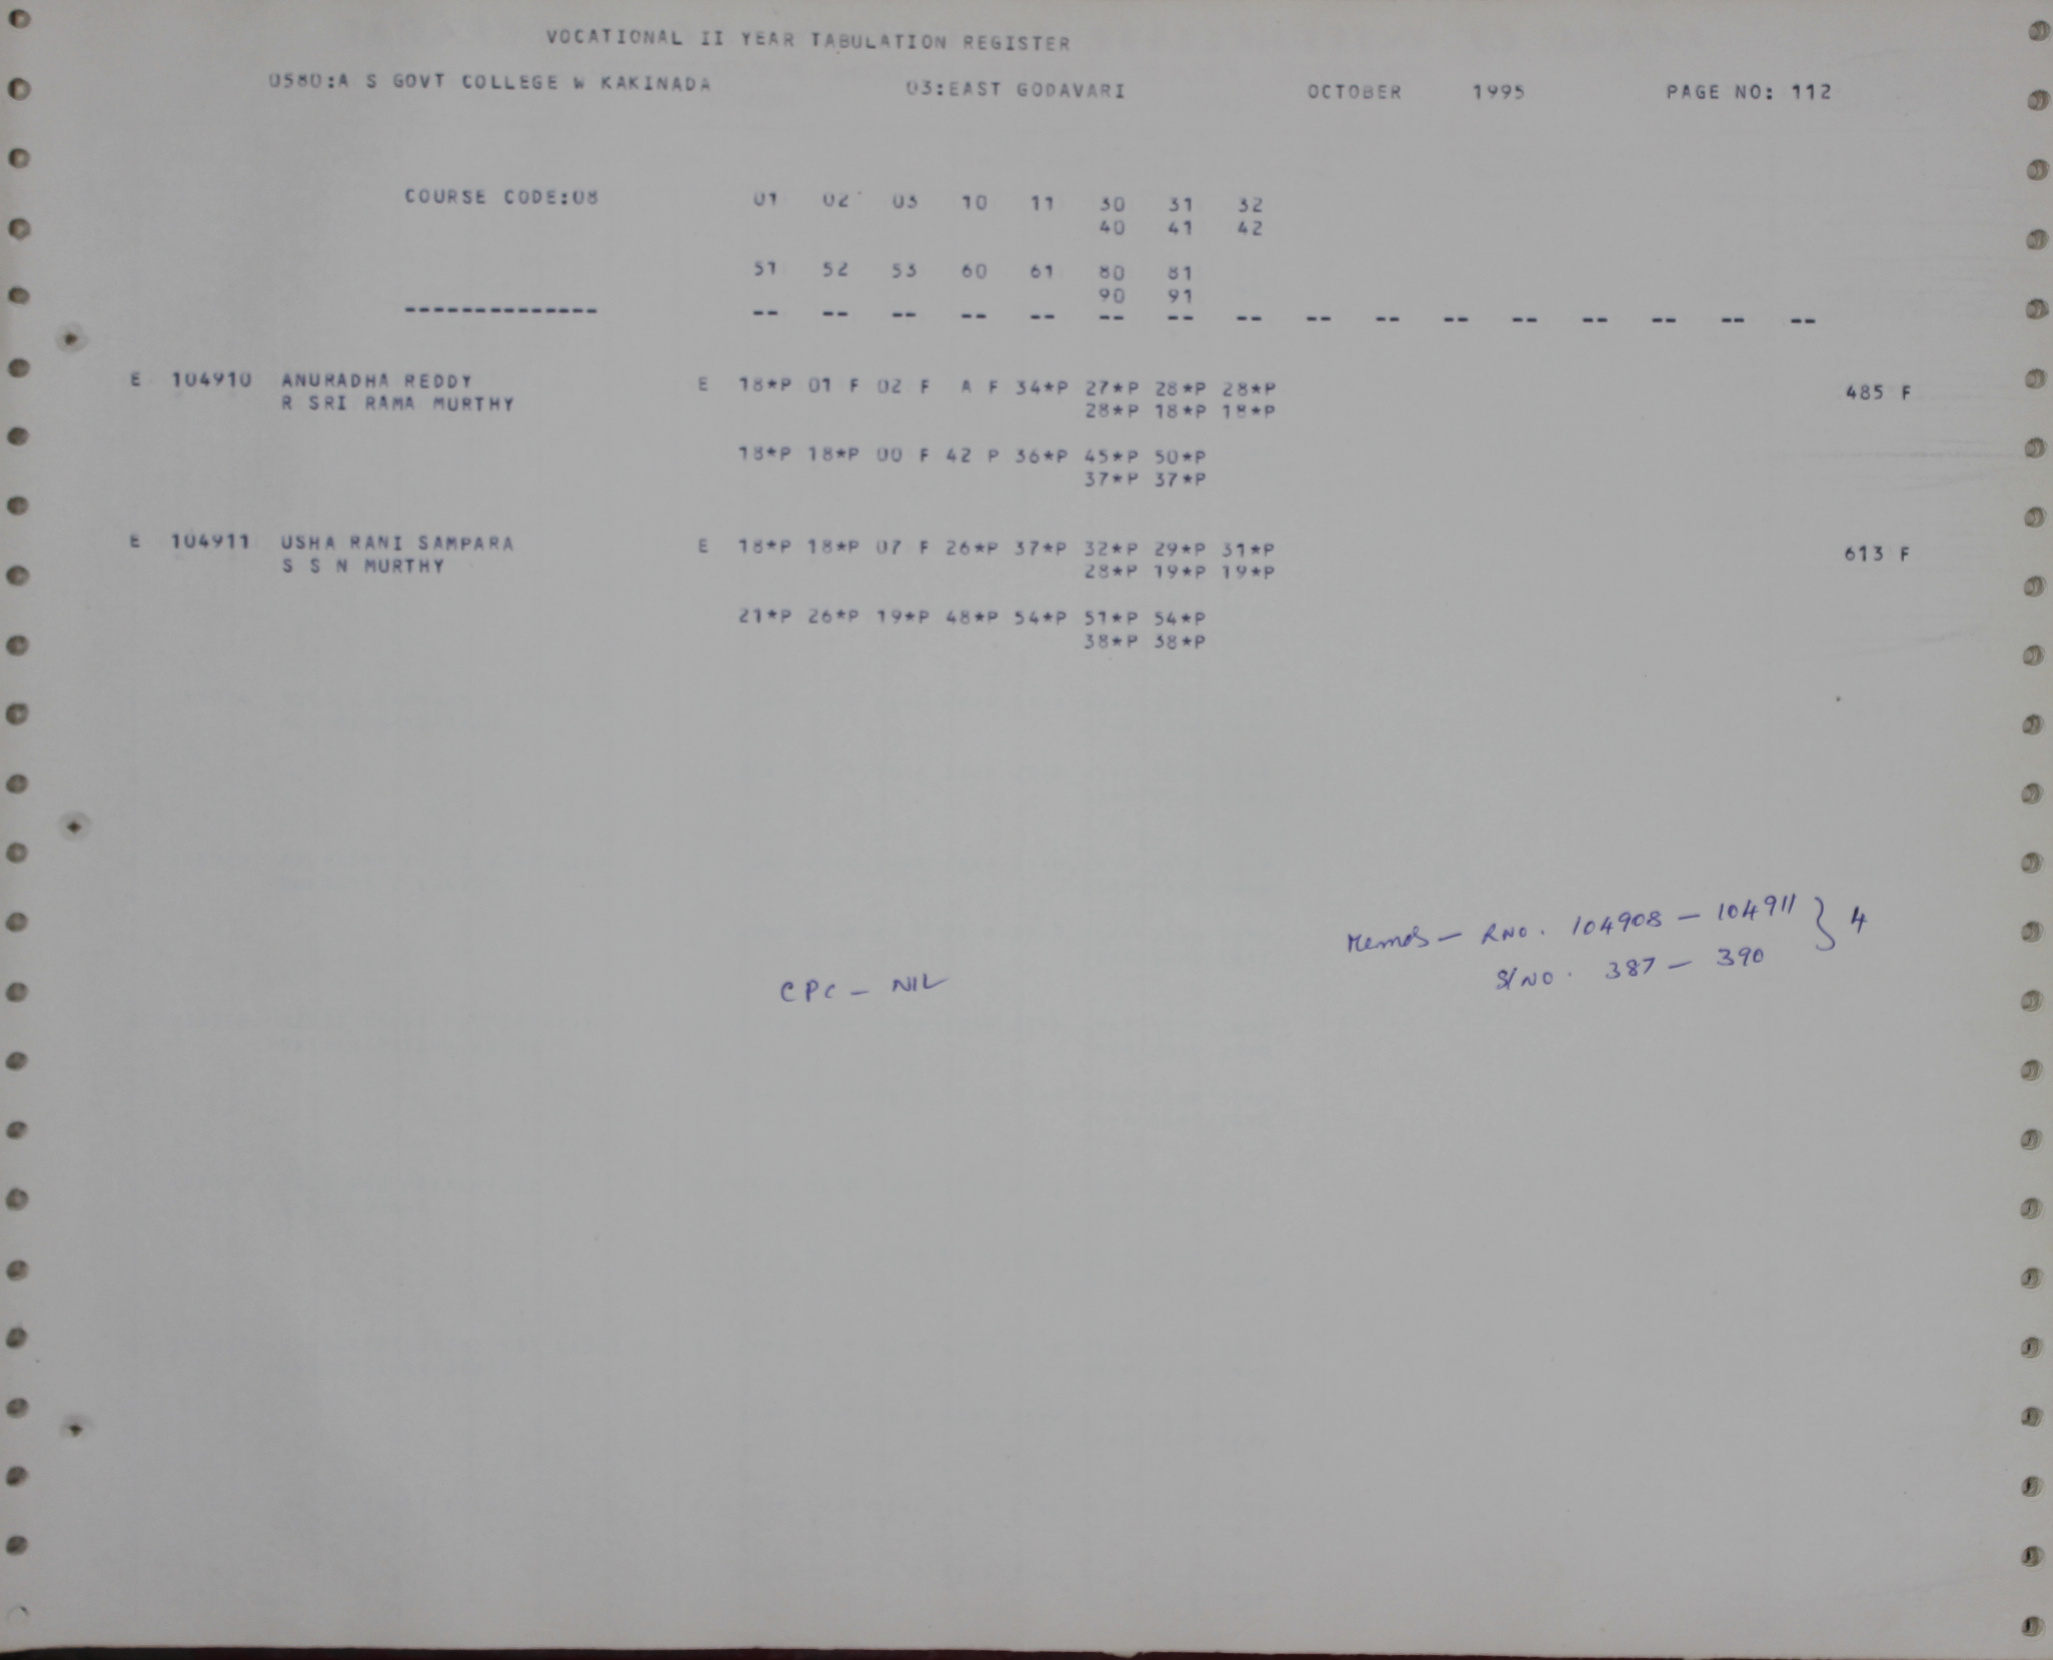 VOCATIONAL II YEAR TABULATION REGISTER
0580:A S GOVT COLLEGE W KAKINADA 03:EAST GODAVARI OCTOBER 1995 PAGE NO: 112
COURSE CODE:08 01 02 03 10 11 30 31 32
40 41 42
51 52 53 60 61 80 81
90 91
-------------- -- -- -- -- -- -- -- -- -- -- -- -- -- -- -- --
E 104910 ANURADHA REDDY E 18*P 01 F 02 F A F 34*P 27*P 28*P 28*P 485 F
R SRI RAMA MURTHY 28*P 18*P 18*P
18*P 18*P 00 F 42 P 36*P 45*P 50*P
37*P 37*P
E 104911 USHA RANI SAMPARA E 18*P 18*P 07 F 26*P 37*P 32*P 29*P 31*P 613 F
S S N MURTHY 28*P 19*P 19*P
21*P 26*P 19*P 48*P 54*P 51*P 54*P
38*P 38*P
Memos - RNO. 104908 - 104911 } 4
S/NO. 387 - 390
CPC - NIL